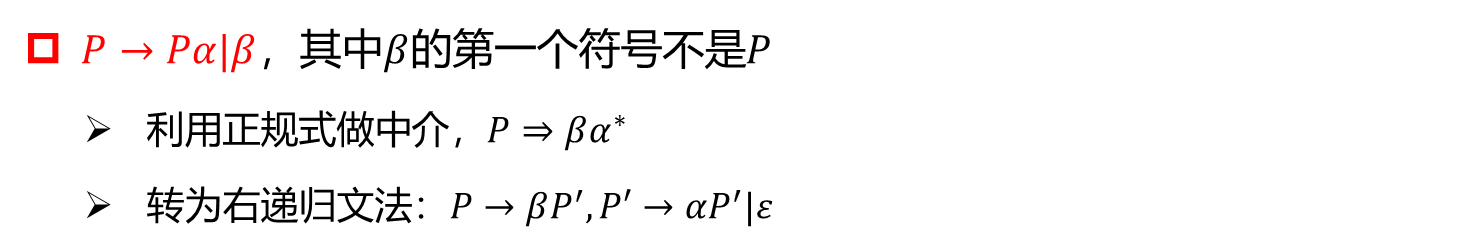 P → Pα|β，其中β的第一个符号不是P
利用正规式做中介，P ⇒ βα*
转为右递归文法：P → βP′, P′ → αP′|ε